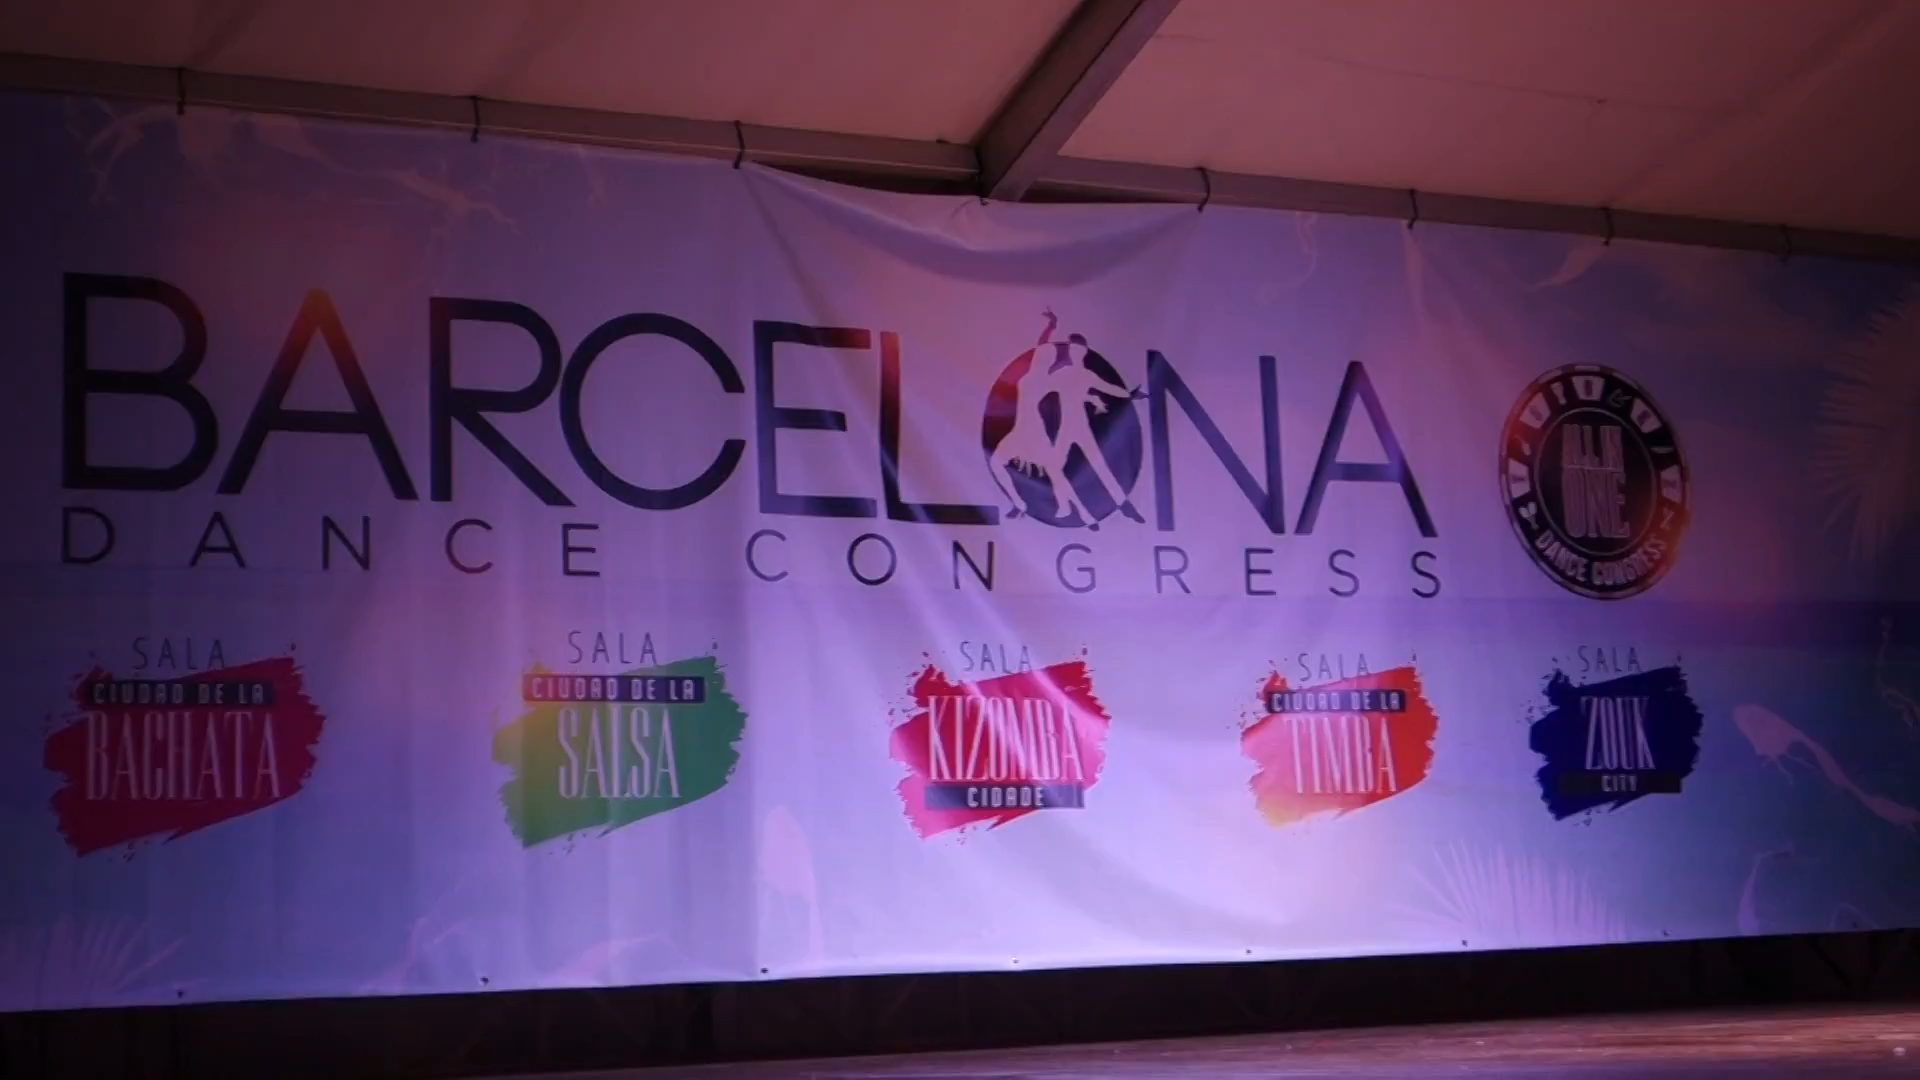 BARCELONA
DANCE CONGRESS
ALL IN
ONE
DANCE CONGRESS
SALA
CIUDAD DE LA
BACHATA
SALA
CIUDAD DE LA
SALSA
SALA
KIZOMBA
CIDADE
SALA
CIUDAD DE LA
TIMBA
SALA
ZOUK
CITY